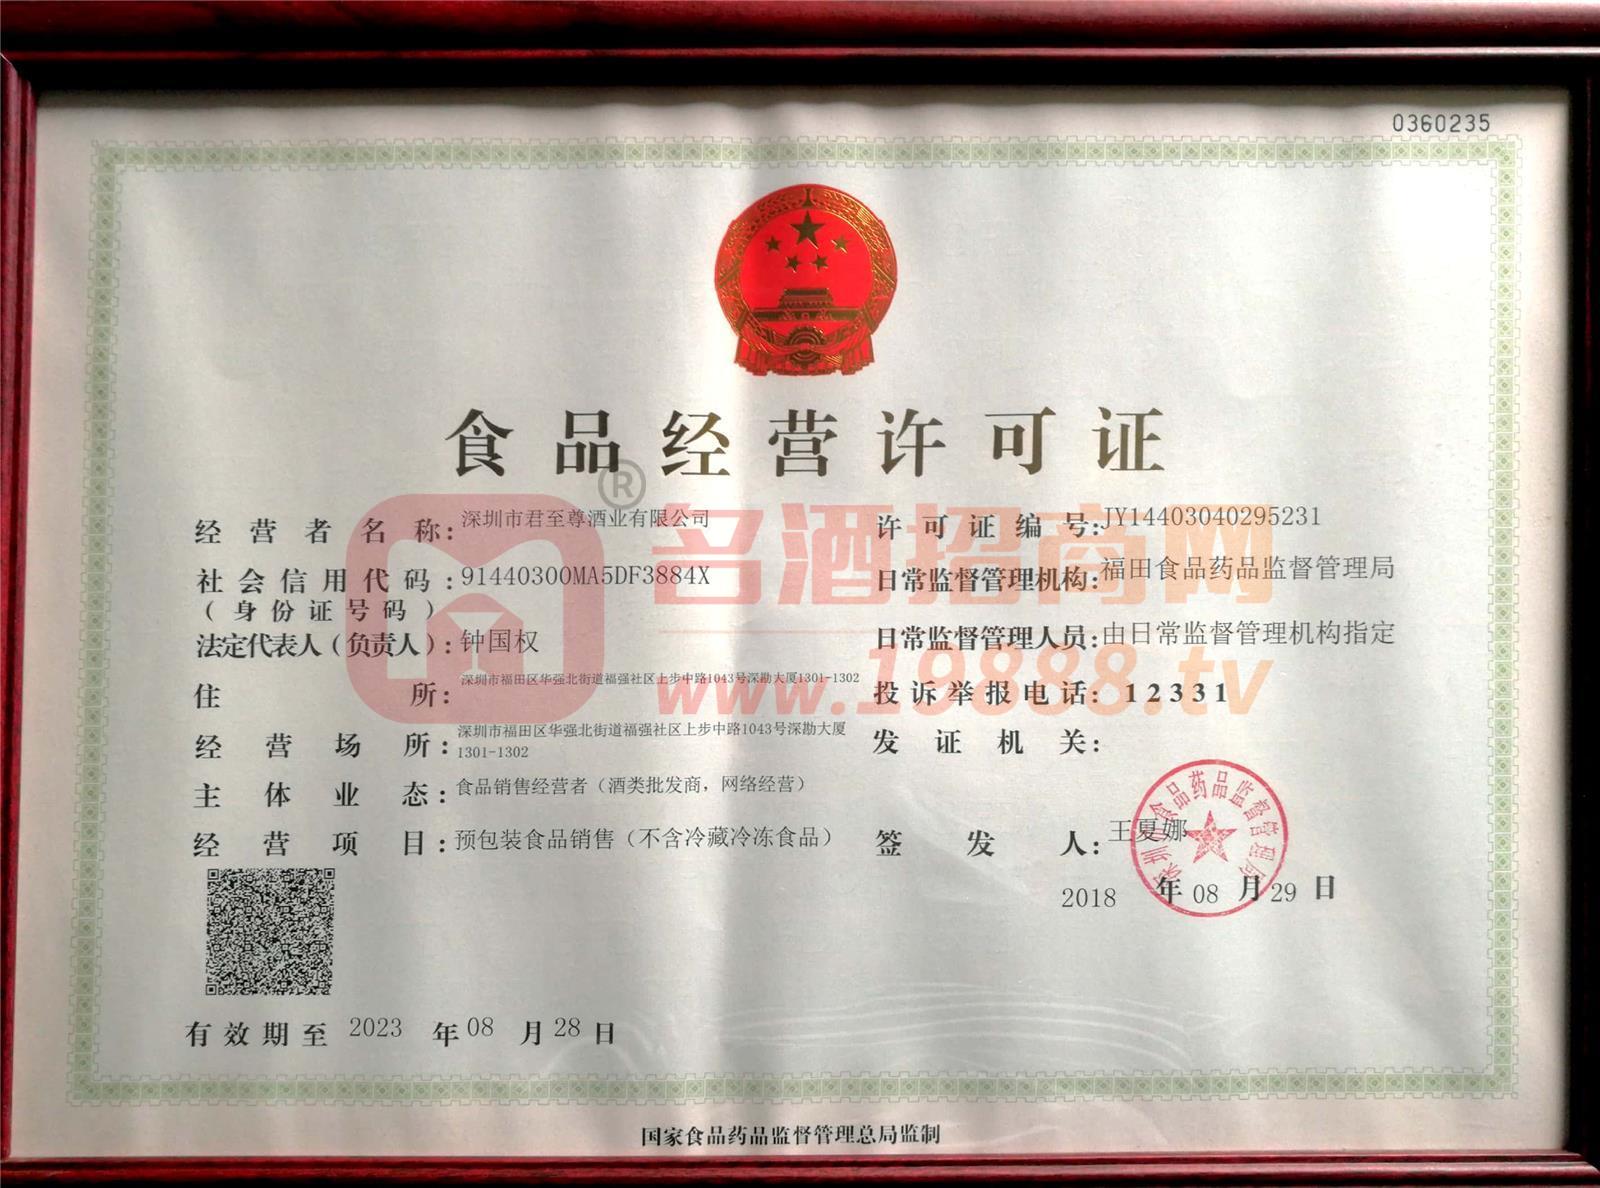 0360235
食品经营许可证
经营者名称：深圳市君至尊酒业有限公司
社会信用代码：91440300MA5DF3884X
（身份证号码）
法定代表人（负责人）：钟国权
住所：深圳市福田区华强北街道福强社区上步中路1043号深勘大厦1301-1302
经营场所：深圳市福田区华强北街道福强社区上步中路1043号深勘大厦
1301-1302
主体业态：食品销售经营者（酒类批发商，网络经营）
经营项目：预包装食品销售（不含冷藏冷冻食品）
许可证编号：JY14403040295231
日常监督管理机构：福田食品药品监督管理局
日常监督管理人员：由日常监督管理机构指定
投诉举报电话：12331
发证机关：
签发人：王夏娜
深圳市食品药品监督管理局
2018年08月29日
有效期至2023年08月28日
国家食品药品监督管理总局监制
®
名酒招商网
www.19888.tv